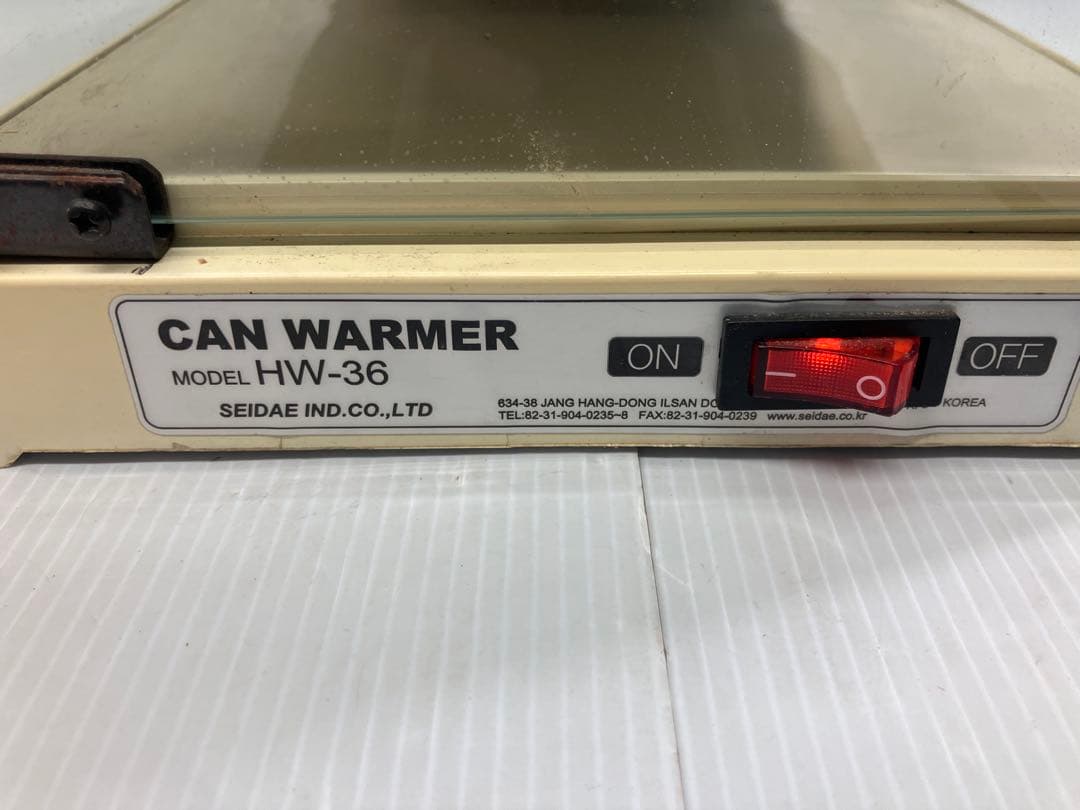 CAN WARMER
MODEL HW-36
SEIDAE IND.CO.,LTD
ON
OFF
634-38 JANG HANG-DONG ILSAN KOREA
TEL:82-31-904-0235~8 FAX:82-31-904-0239 www.seidae.co.kr